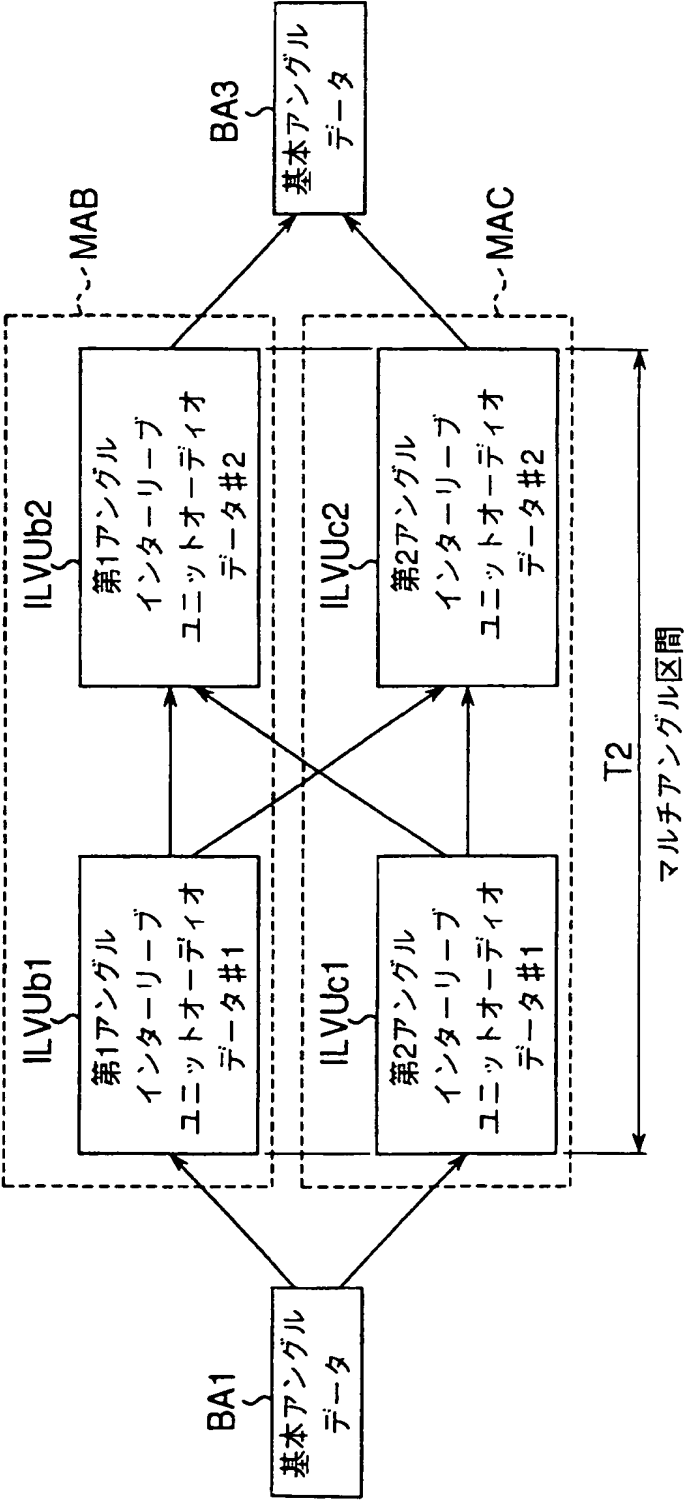 BA1
基本アングル
データ
MAB
ILVUb1
第1アングル
インターリーブ
ユニットオーディオ
データ#1
ILVUb2
第1アングル
インターリーブ
ユニットオーディオ
データ#2
ILVUc1
第2アングル
インターリーブ
ユニットオーディオ
データ#1
ILVUc2
第2アングル
インターリーブ
ユニットオーディオ
データ#2
MAC
BA3
基本アングル
データ
T2
マルチアングル区間